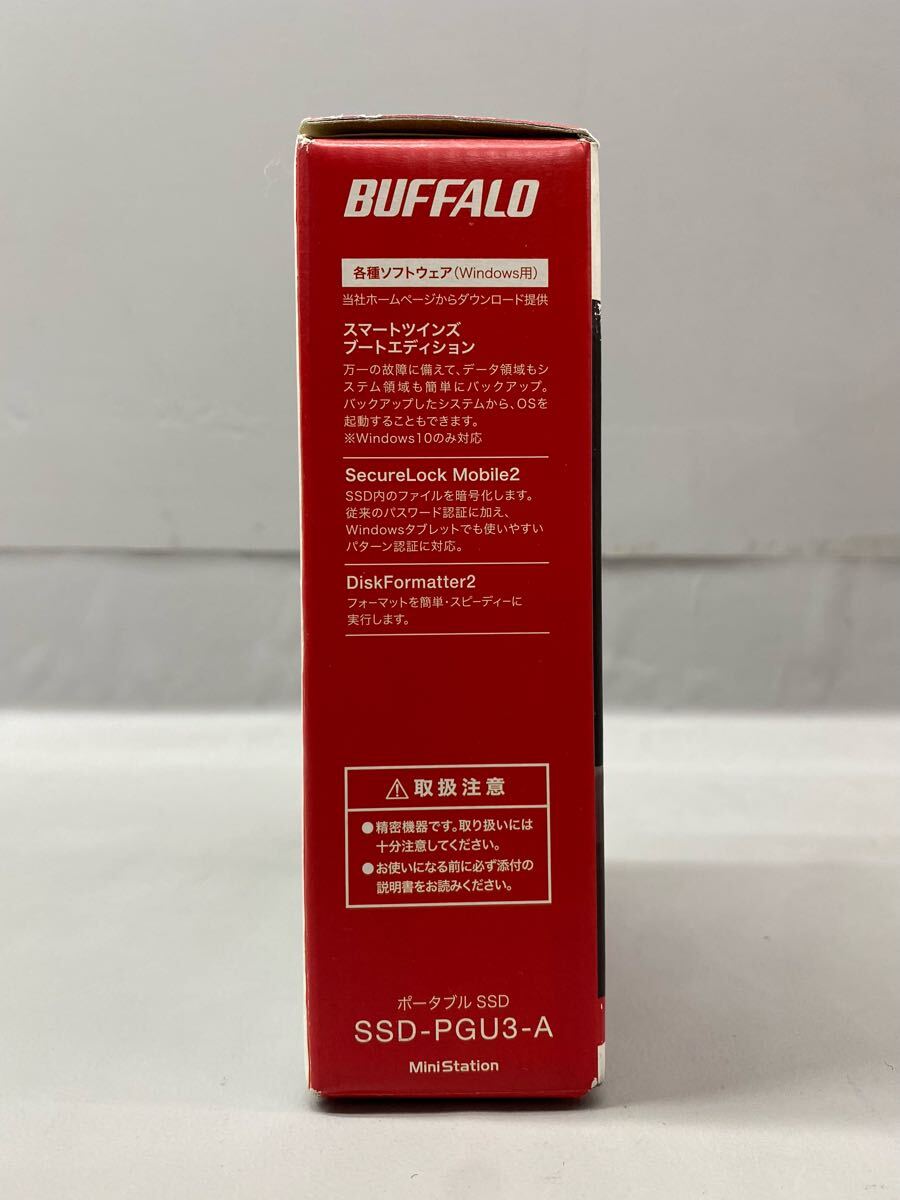 BUFFALO
各種ソフトウェア(Windows用)
当社ホームページからダウンロード提供
スマートツインズ
ブートエディション
万一の故障に備えて、データ領域もシ
ステム領域も簡単にバックアップ。
バックアップしたシステムから、OSを
起動することもできます。
※Windows10のみ対応
SecureLock Mobile2
SSD内のファイルを暗号化します。
従来のパスワード認証に加え、
Windowsタブレットでも使いやすい
パターン認証に対応。
DiskFormatter2
フォーマットを簡単・スピーディーに
実行します。
⚠取扱注意
●精密機器です。取り扱いには
十分注意してください。
●お使いになる前に必ず添付の
説明書をお読みください。
ポータブル SSD
SSD-PGU3-A
MiniStation